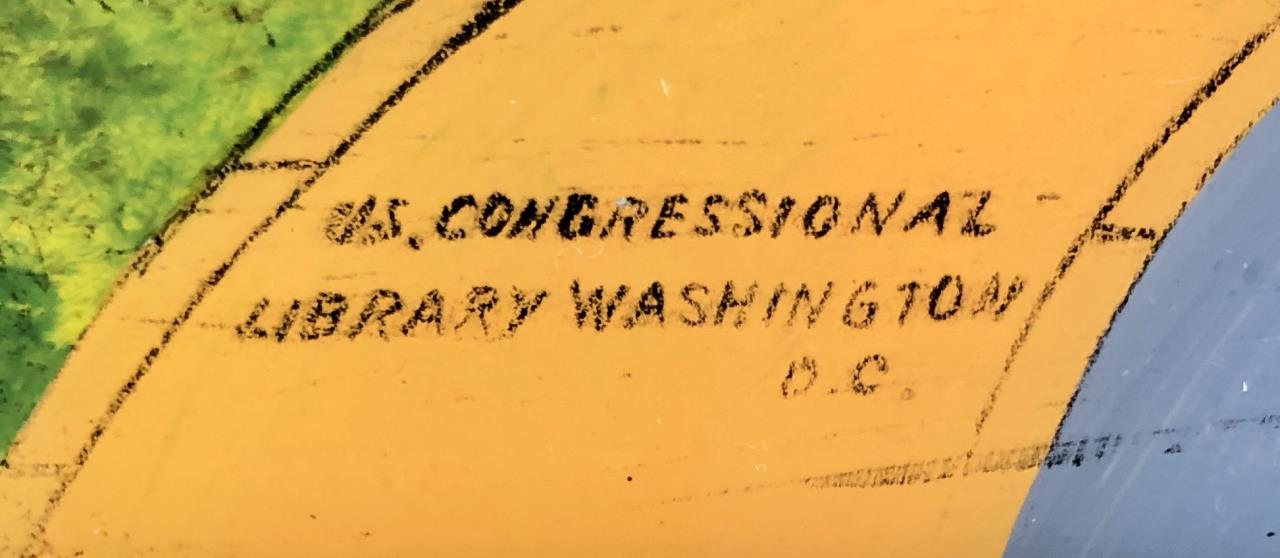 U.S. CONGRESSIONAL
LIBRARY WASHINGTON
D.C.